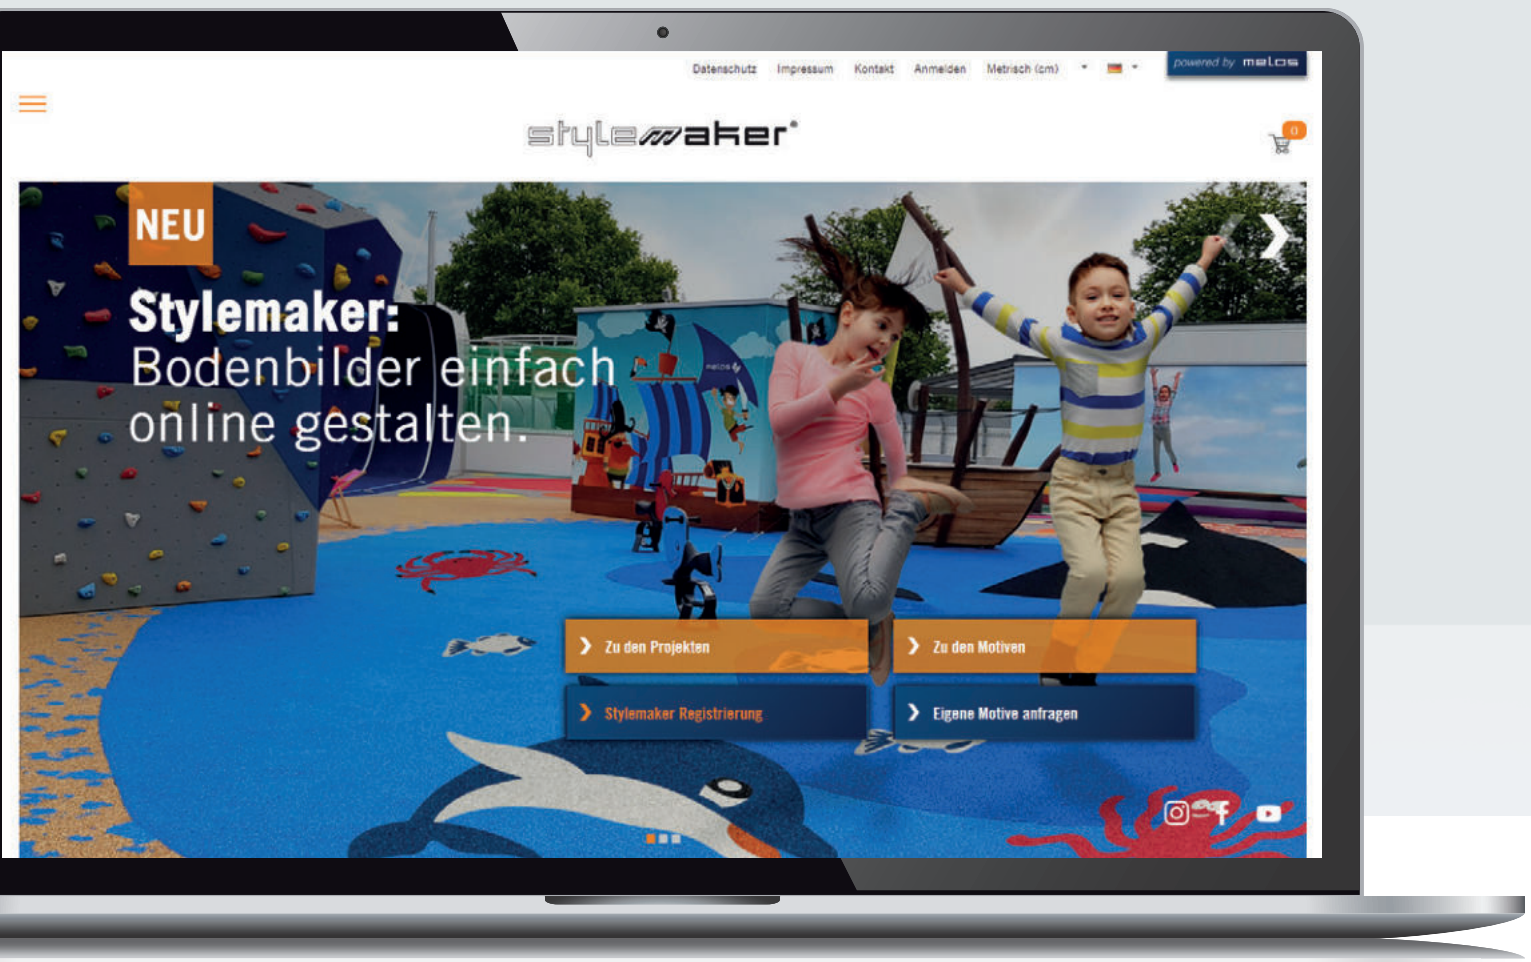 Datenschutz Impressum Kontakt Anmelden Metrisch (cm)
powered by melos
stylemaker®
0
NEU
Stylemaker:
Bodenbilder einfach
online gestalten.
melos
Zu den Projekten
Zu den Motiven
Stylemaker Registrierung
Eigene Motive anfragen